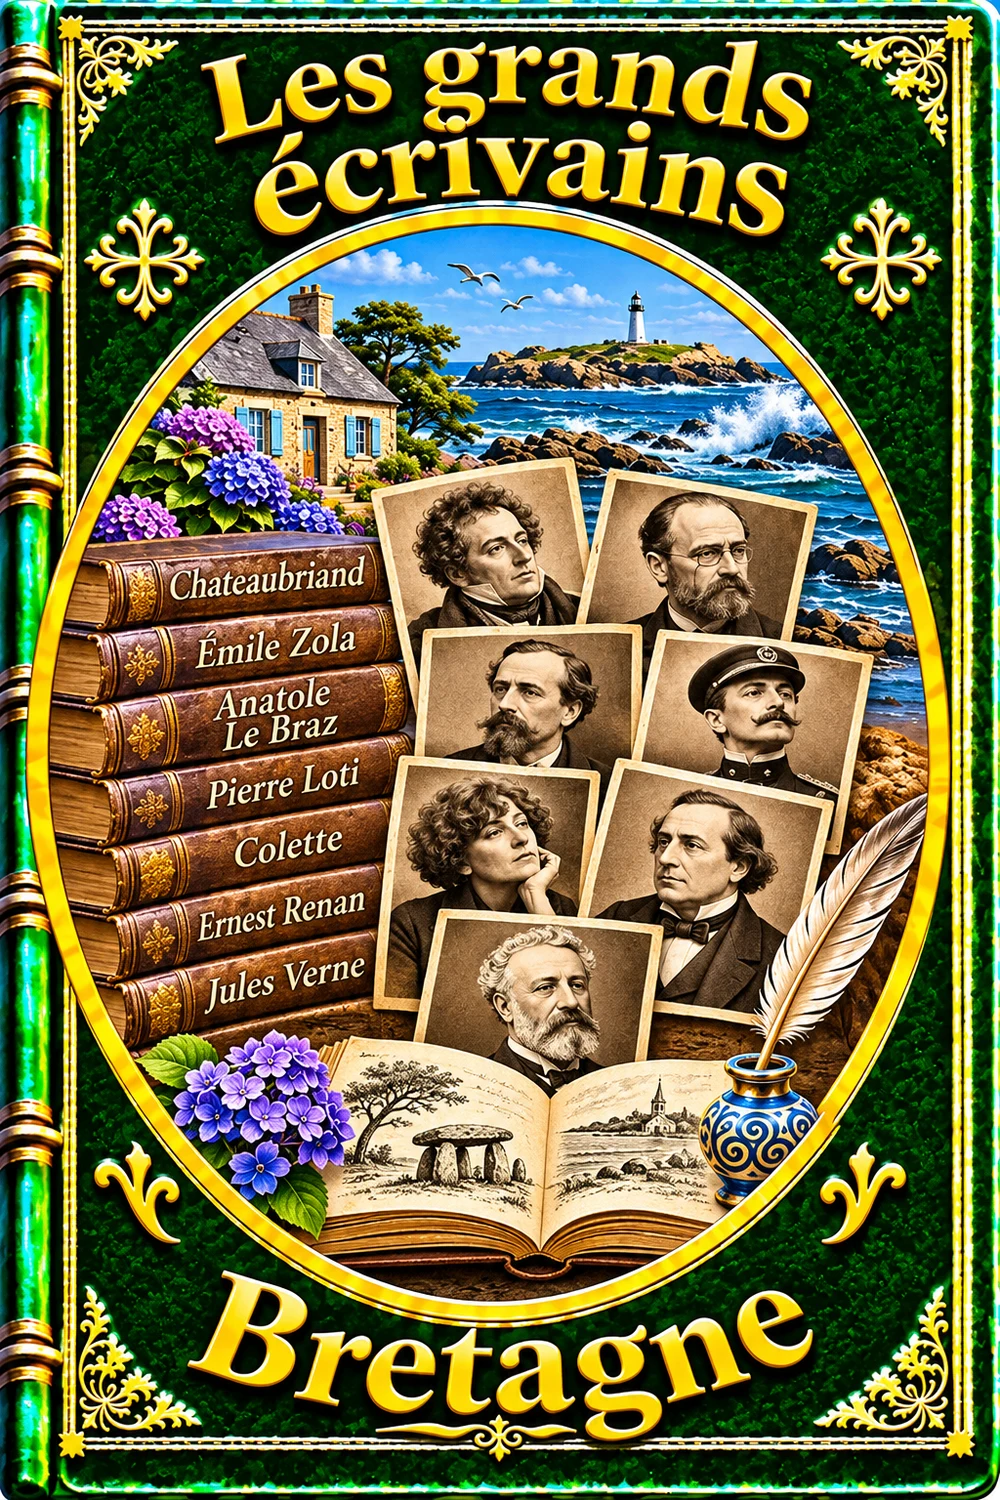 Les grands
écrivains
Chateaubriand
Émile Zola
Anatole
Le Braz
Pierre Loti
Colette
Ernest Renan
Jules Verne
Bretagne